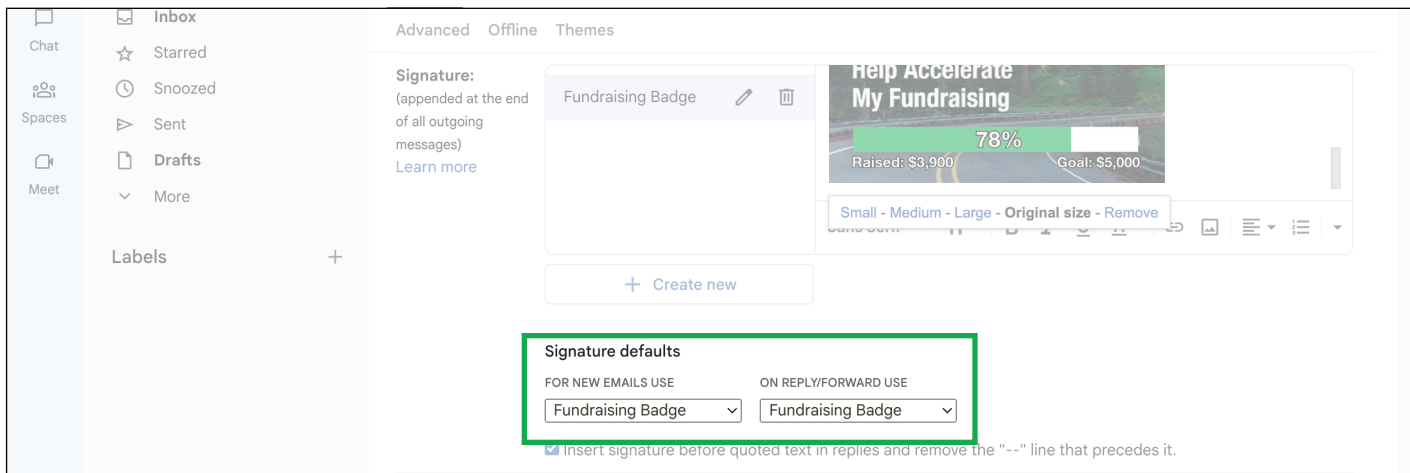 Chat
Spaces
Meet
Inbox
Starred
Snoozed
Sent
Drafts
More
Labels
Advanced Offline Themes
Signature:
(appended at the end
of all outgoing
messages)
Learn more
Fundraising Badge
Help Accelerate
My Fundraising
78%
Raised: $3,900 Goal: $5,000
Small - Medium - Large - Original size - Remove
Sans Serif
Create new
Signature defaults
FOR NEW EMAILS USE ON REPLY/FORWARD USE
Fundraising Badge Fundraising Badge
Insert signature before quoted text in replies and remove the "--" line that precedes it.